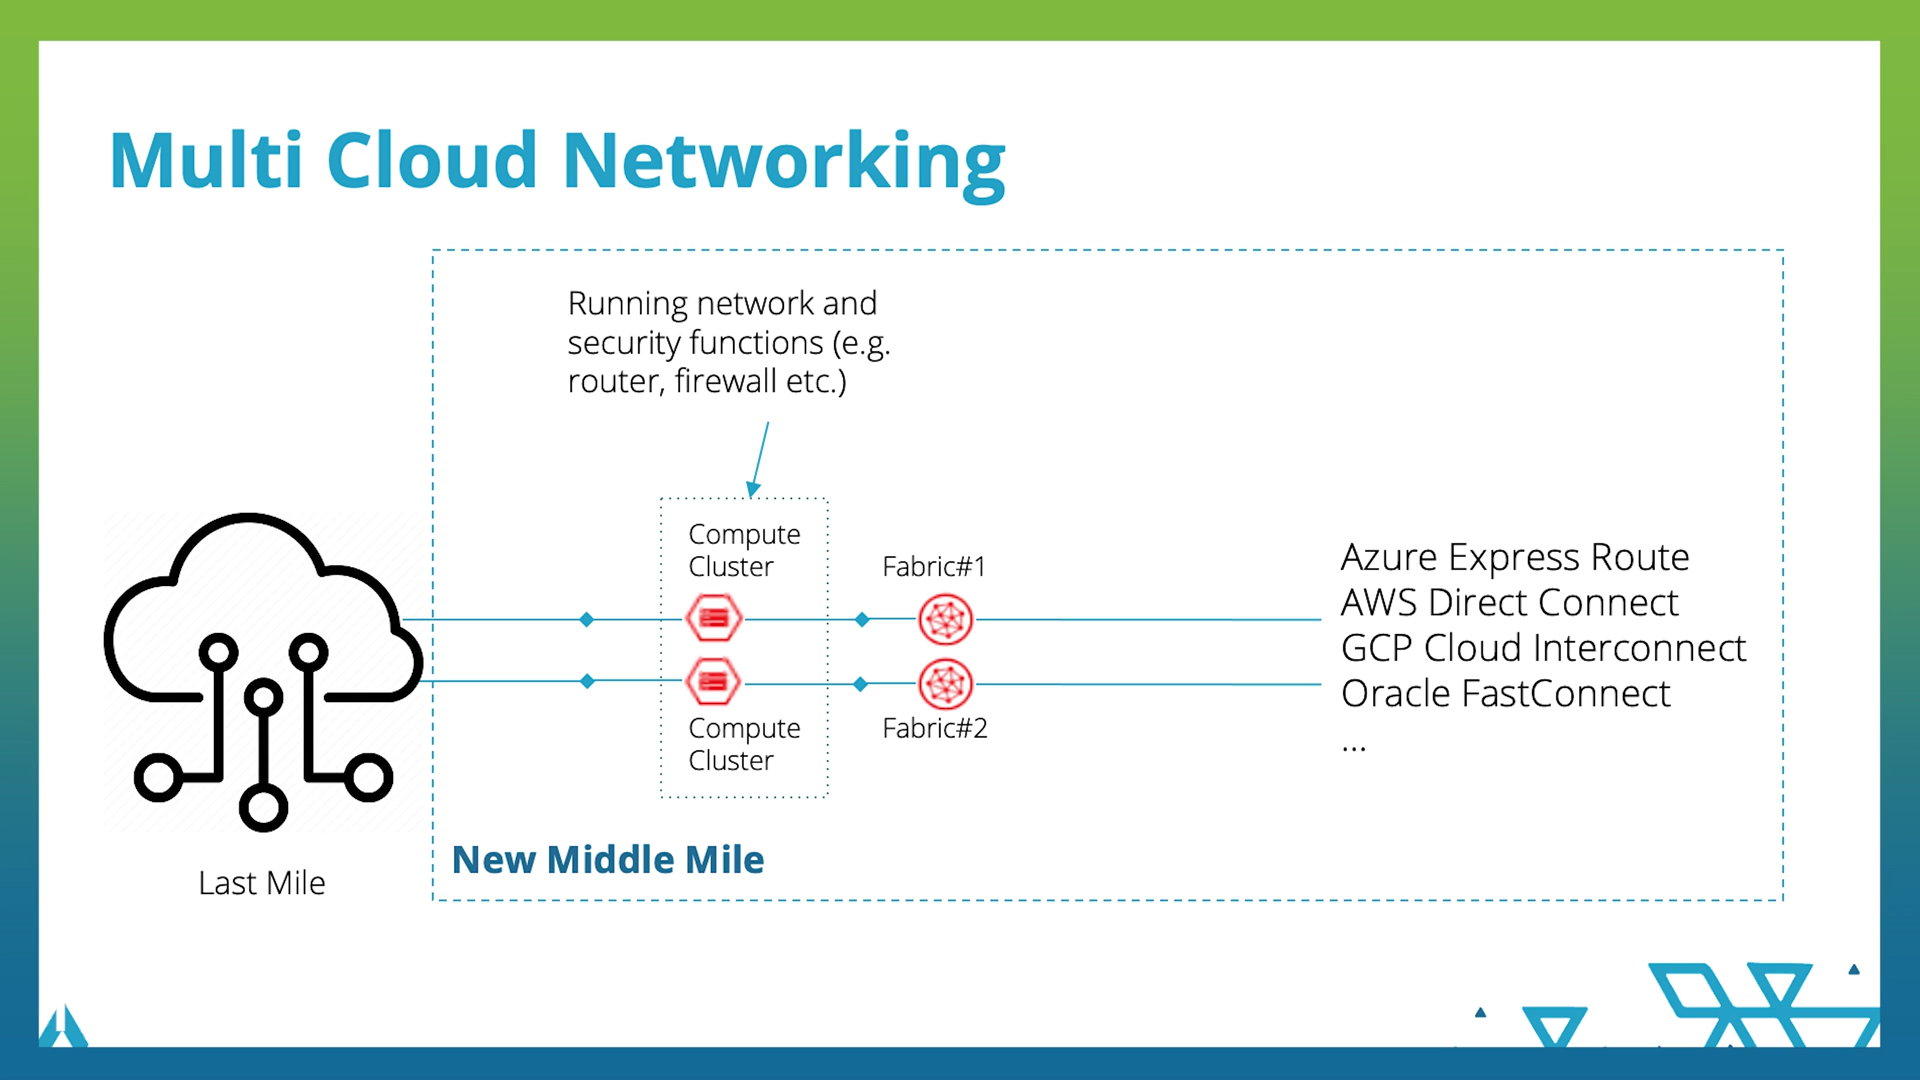 Multi Cloud Networking
Running network and
security functions (e.g.
router, firewall etc.)
Compute
Cluster
Fabric#1
Compute
Cluster
Fabric#2
Azure Express Route
AWS Direct Connect
GCP Cloud Interconnect
Oracle FastConnect
...
New Middle Mile
Last Mile